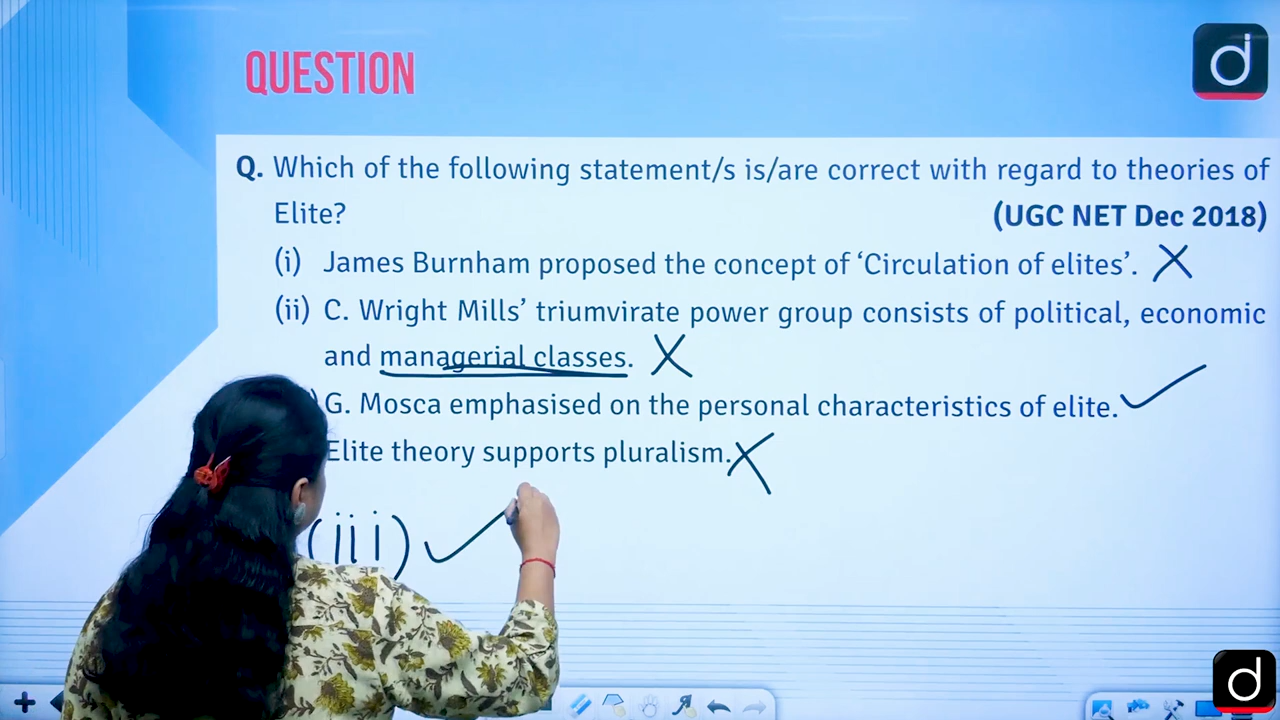 QUESTION
d
Q. Which of the following statement/s is/are correct with regard to theories of
Elite? (UGC NET Dec 2018)
(i) James Burnham proposed the concept of ‘Circulation of elites’.
(ii) C. Wright Mills’ triumvirate power group consists of political, economic
and managerial classes.
G. Mosca emphasised on the personal characteristics of elite.
Elite theory supports pluralism.
(iii)
d